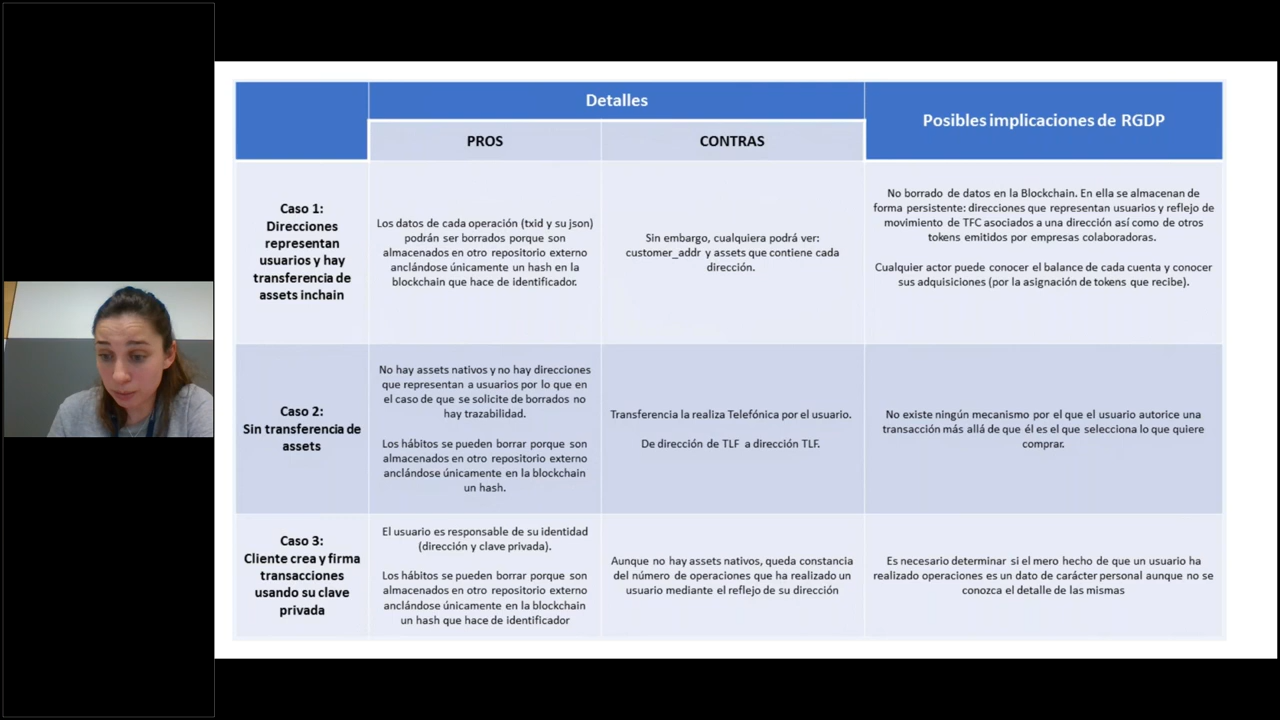 Detalles
Posibles implicaciones de RGDP
PROS
CONTRAS
Caso 1:
Direcciones
representan
usuarios y hay
transferencia de
assets inchain
Los datos de cada operación (txid y su json)
podrán ser borrados porque son
almacenados en otro repositorio externo
anclándose únicamente un hash en la
blockchain que hace de identificador.
Sin embargo, cualquiera podrá ver:
customer_addr y assets que contiene cada
dirección.
No borrado de datos en la Blockchain. En ella se almacenan de
forma persistente: direcciones que representan usuarios y reflejo de
movimiento de TFC asociados a una dirección así como de otros
tokens emitidos por empresas colaboradoras.
Cualquier actor puede conocer el balance de cada cuenta y conocer
sus adquisiciones (por la asignación de tokens que recibe).
Caso 2:
Sin transferencia de
assets
No hay assets nativos y no hay direcciones
que representan a usuarios por lo que en
el caso de que se solicite de borrados no
hay trazabilidad.
Los hábitos se pueden borrar porque son
almacenados en otro repositorio externo
anclándose únicamente en la blockchain
un hash.
Transferencia la realiza Telefónica por el usuario.
De dirección de TLF a dirección TLF.
No existe ningún mecanismo por el que el usuario autorice una
transacción más allá de que él es el que selecciona lo que quiere
comprar.
Caso 3:
Cliente crea y firma
transacciones
usando su clave
privada
El usuario es responsable de su identidad
(dirección y clave privada).
Los hábitos se pueden borrar porque son
almacenados en otro repositorio externo
anclándose únicamente en la blockchain
un hash que hace de identificador
Aunque no hay assets nativos, queda constancia
del número de operaciones que ha realizado un
usuario mediante el reflejo de su dirección
Es necesario determinar si el mero hecho de que un usuario ha
realizado operaciones es un dato de carácter personal aunque no se
conozca el detalle de las mismas